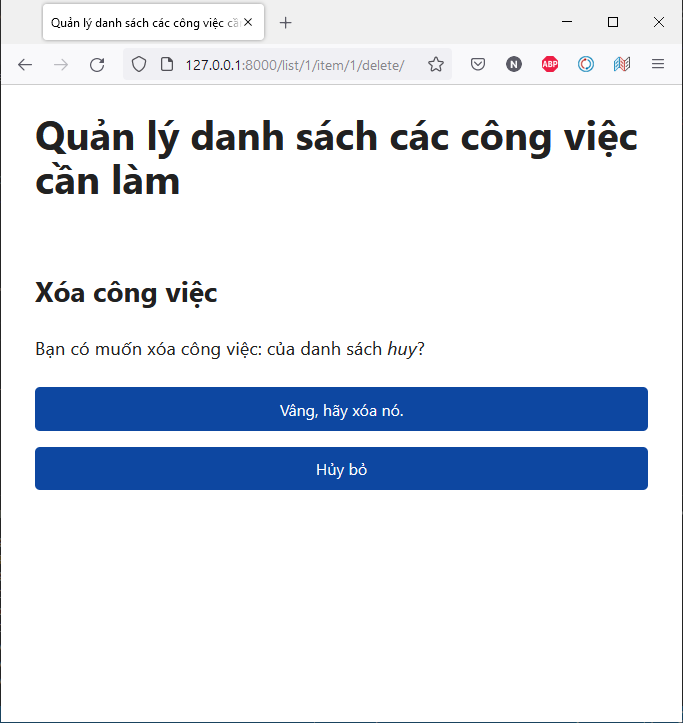 Quản lý danh sách các công việc cần
127.0.0.1:8000/list/1/item/1/delete/
N
ABP
Quản lý danh sách các công việc
cần làm
Xóa công việc
Bạn có muốn xóa công việc: của danh sách huy?
Vâng, hãy xóa nó.
Hủy bỏ